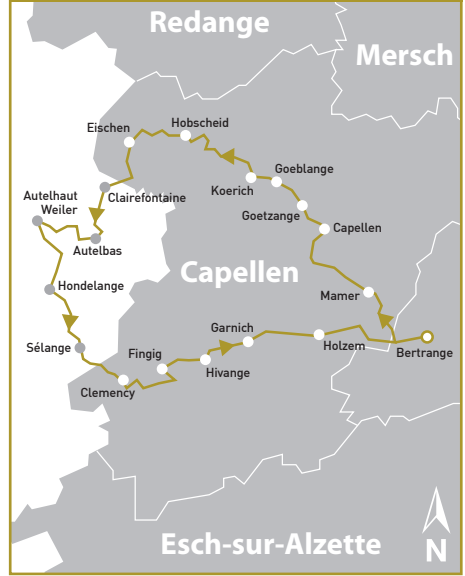 Redange
Mersch
Hobscheid
Eischen
Goeblange
Koerich
Clairefontaine
Autelhaut
Weiler
Goetzange
Capellen
Autelbas
Capellen
Hondelange
Mamer
Garnich
Holzem
Sélange
Fingig
Bertrange
Hivange
Clemency
Esch-sur-Alzette
N